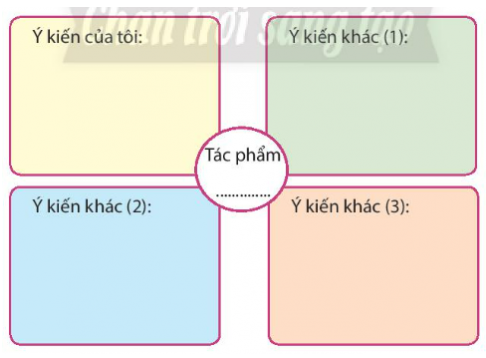 Chân trời sáng tạo
Ý kiến của tôi:
Ý kiến khác (1):
Tác phẩm
..............
Ý kiến khác (2):
Ý kiến khác (3):